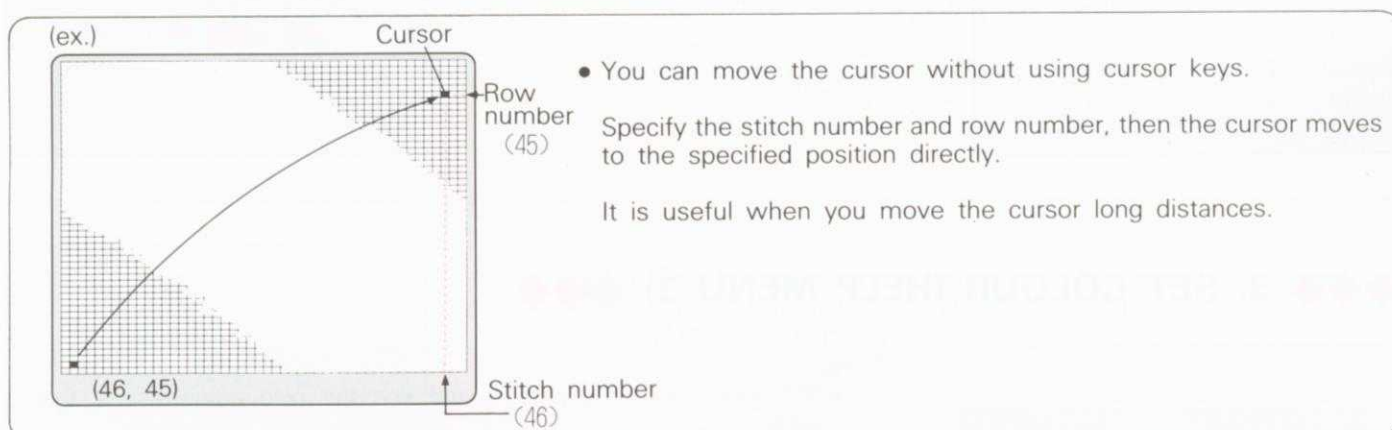 (ex.)
Cursor
Row
number
(45)
(46, 45)
Stitch number
(46)
● You can move the cursor without using cursor keys.
Specify the stitch number and row number, then the cursor moves
to the specified position directly.
It is useful when you move the cursor long distances.